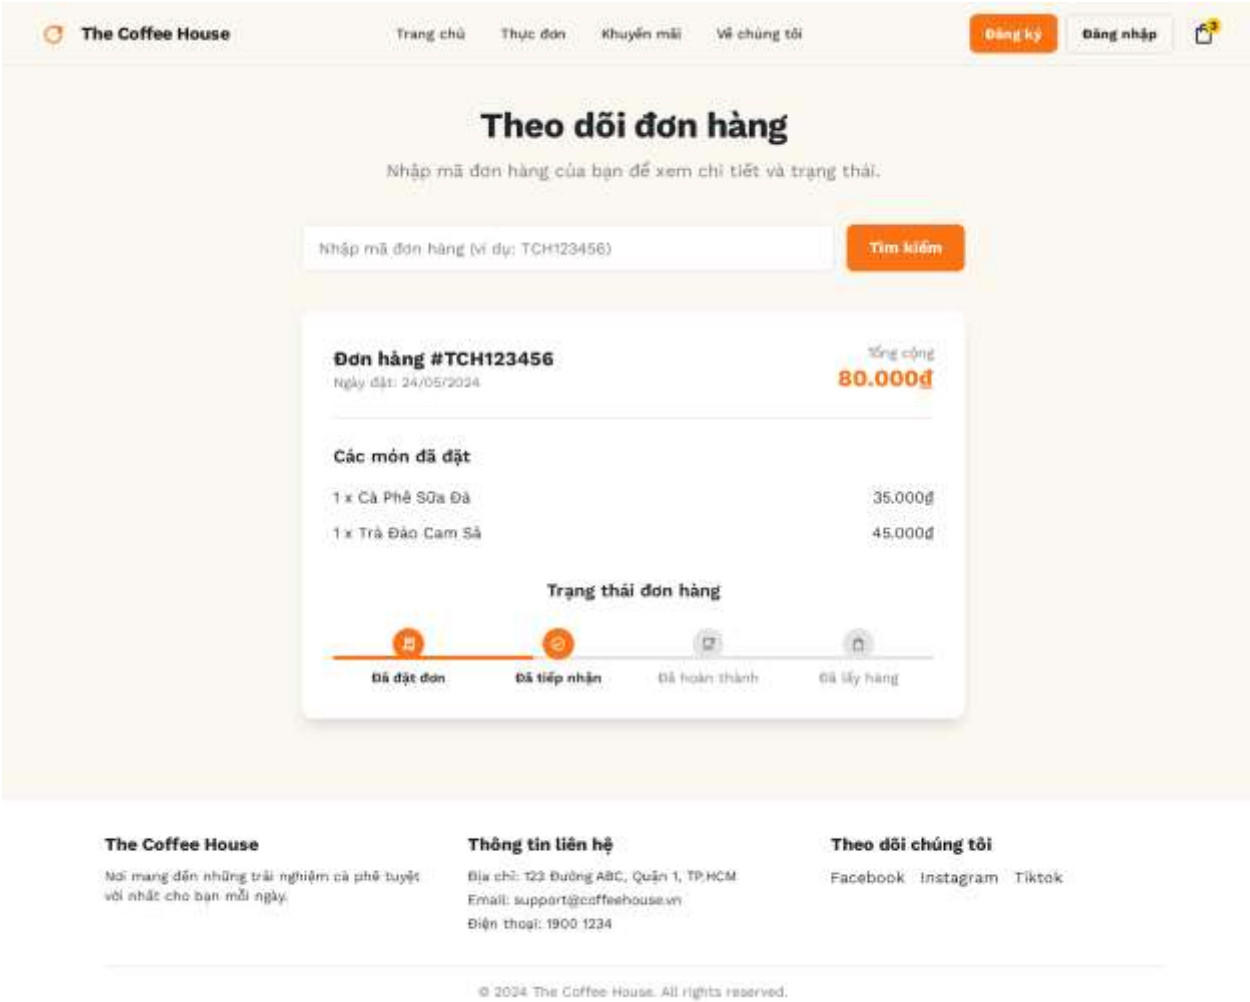 The Coffee House
Trang chủ Thực đơn Khuyến mãi Về chúng tôi
Đăng ký Đăng nhập 3
Theo dõi đơn hàng
Nhập mã đơn hàng của bạn để xem chi tiết và trạng thái.
Nhập mã đơn hàng (ví dụ: TCH123456) Tìm kiếm
Đơn hàng #TCH123456 Tổng cộng
Ngày đặt: 24/05/2024 80.000₫
Các món đã đặt
1 x Cà Phê Sữa Đá 35.000₫
1 x Trà Đào Cam Sả 45.000₫
Trạng thái đơn hàng
Đã đặt đơn Đã tiếp nhận Đã hoàn thành Đã lấy hàng
The Coffee House
Nơi mang đến những trải nghiệm cà phê tuyệt
vời nhất cho bạn mỗi ngày.
Thông tin liên hệ
Địa chỉ: 123 Đường ABC, Quận 1, TP.HCM
Email: support@coffeehouse.vn
Điện thoại: 1900 1234
Theo dõi chúng tôi
Facebook Instagram Tiktok
© 2024 The Coffee House. All rights reserved.